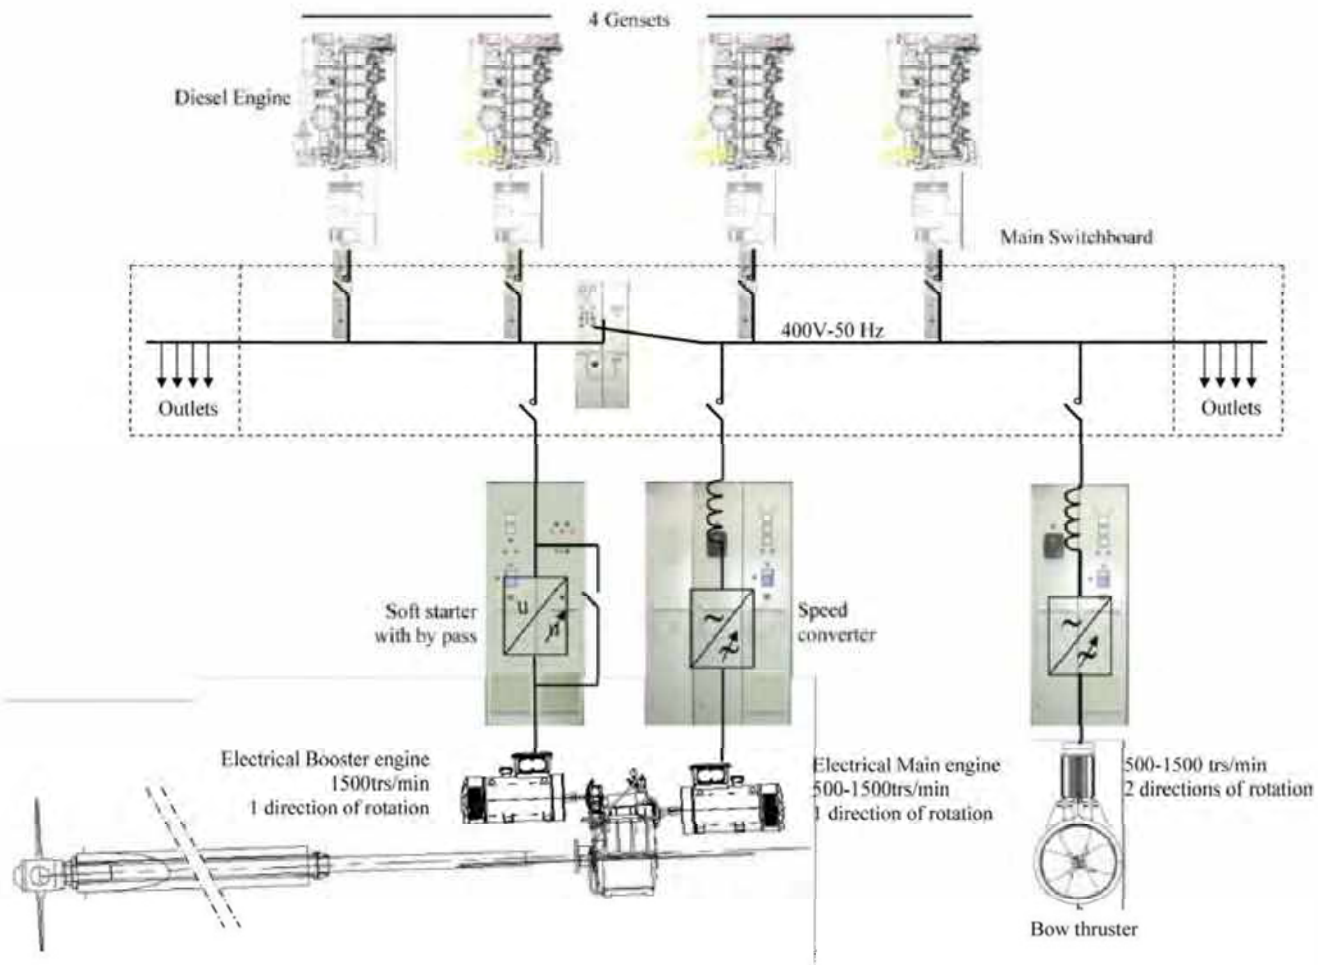 4 Gensets
Diesel Engine
Main Switchboard
400V-50 Hz
Outlets
Outlets
Soft starter
with by pass
u
Speed
converter
Electrical Booster engine
1500trs/min
1 direction of rotation
Electrical Main engine
500-1500trs/min
1 direction of rotation
500-1500 trs/min
2 directions of rotation
Bow thruster